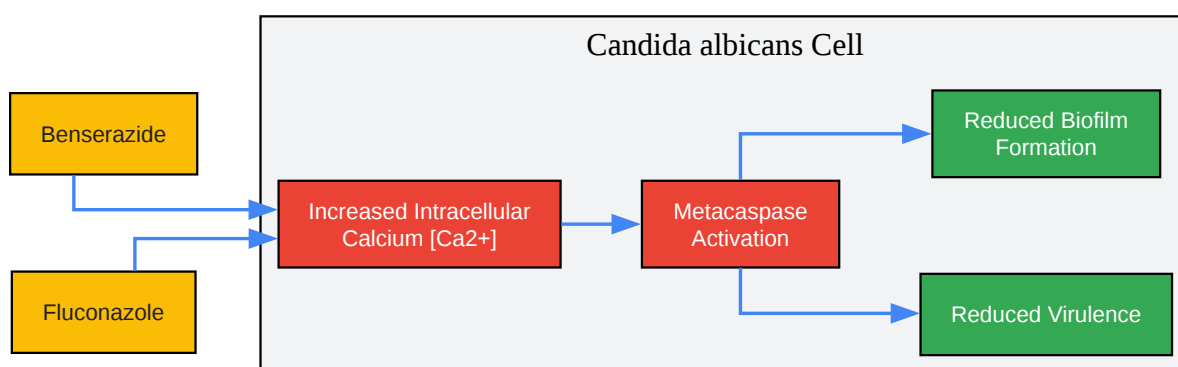 Candida albicans Cell
Benserazide
Fluconazole
Increased Intracellular
Calcium [Ca2+]
Metacaspase
Activation
Reduced Biofilm
Formation
Reduced Virulence